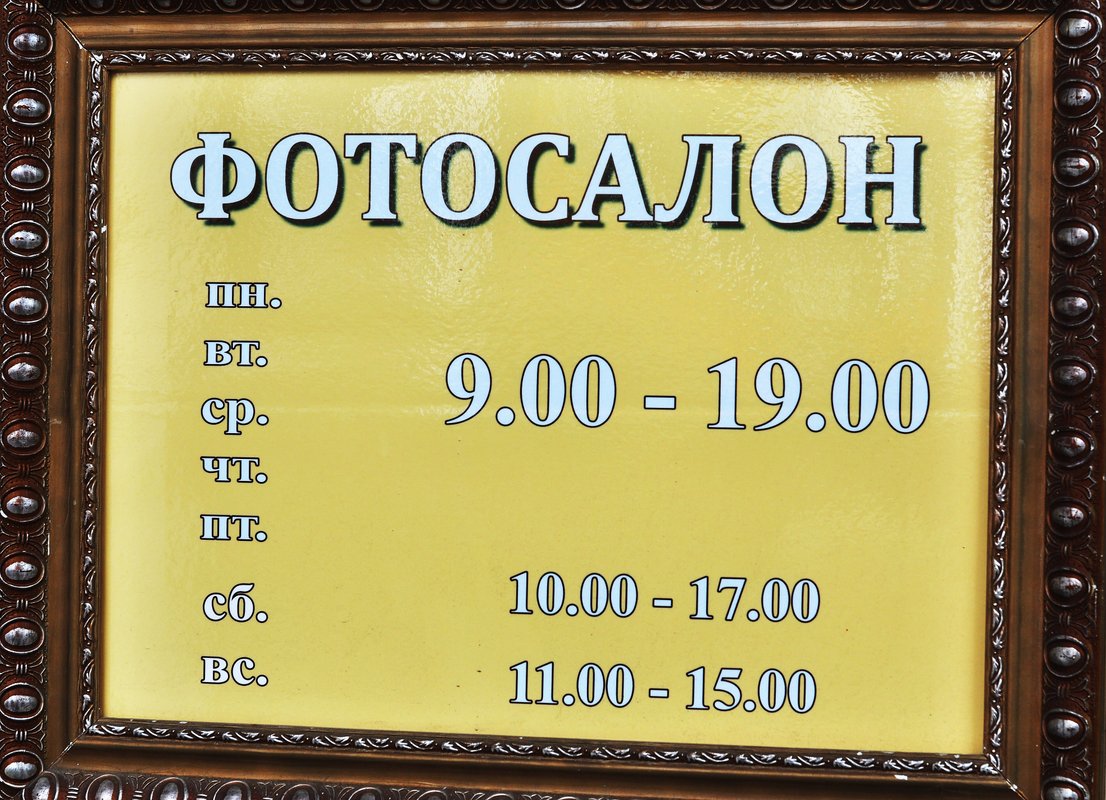 ФОТОСАЛОН
пн.
вт.
ср.
чт.
пт.
9.00 - 19.00
сб. 10.00 - 17.00
вс. 11.00 - 15.00